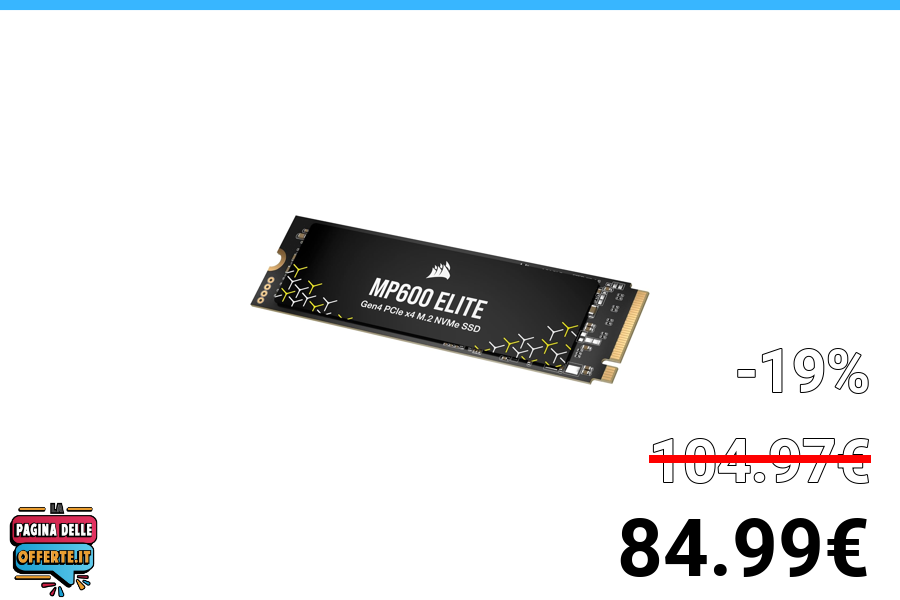 MP600 ELITE
Gen4 PCIe x4 M.2 NVMe SSD
-19%
104.97€
84.99€
LA
PAGINA DELLE
OFFERTE.IT